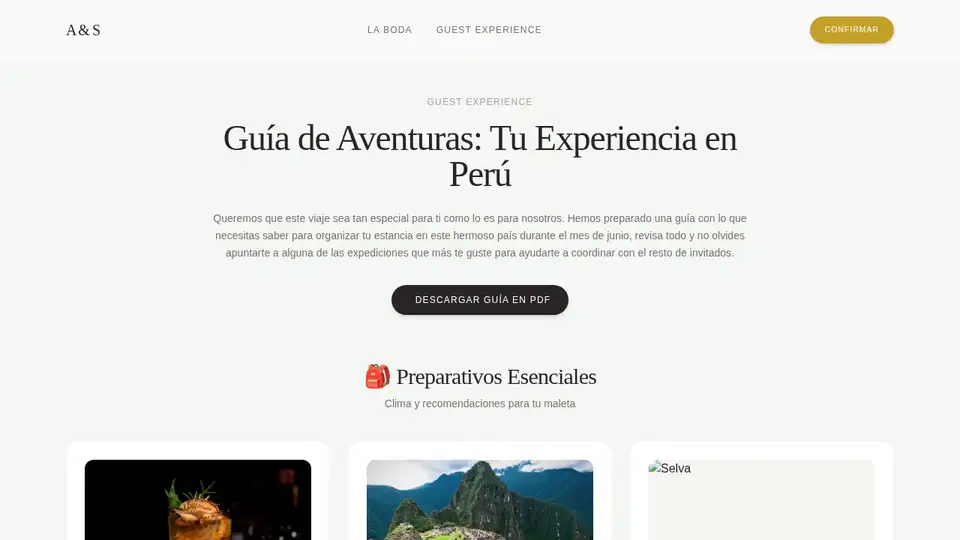 A & S
LA BODA
GUEST EXPERIENCE
CONFIRMAR
GUEST EXPERIENCE
Guía de Aventuras: Tu Experiencia en
Perú
Queremos que este viaje sea tan especial para ti como lo es para nosotros. Hemos preparado una guía con lo que
necesitas saber para organizar tu estancia en este hermoso país durante el mes de junio, revisa todo y no olvides
apuntarte a alguna de las expediciones que más te guste para ayudarte a coordinar con el resto de invitados.
DESCARGAR GUÍA EN PDF
🎒 Preparativos Esenciales
Clima y recomendaciones para tu maleta
Selva